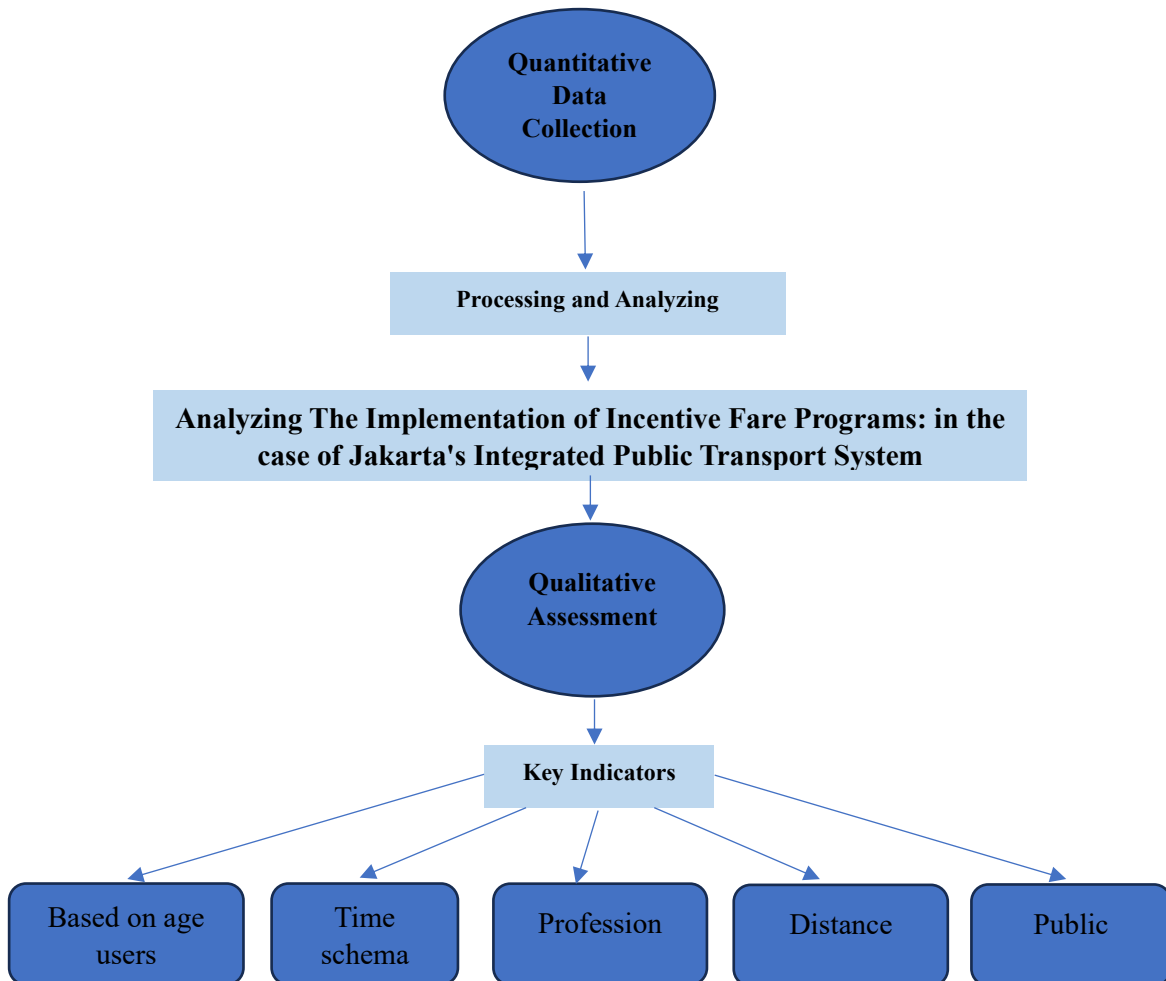 Quantitative
Data
Collection
Processing and Analyzing
Analyzing The Implementation of Incentive Fare Programs: in the
case of Jakarta's Integrated Public Transport System
Qualitative
Assessment
Key Indicators
Based on age
users
Time
schema
Profession
Distance
Public